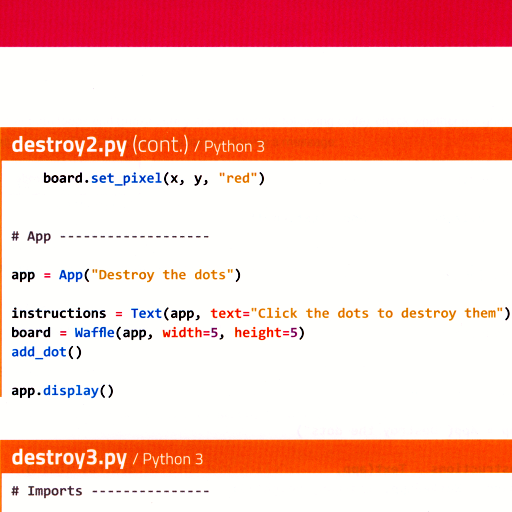 destroy2.py (cont.) / Python 3
board.set_pixel(x, y, "red")
# App -------------------
app = App("Destroy the dots")
instructions = Text(app, text="Click the dots to destroy them")
board = Waffle(app, width=5, height=5)
add_dot()
app.display()
destroy3.py / Python 3
# Imports ---------------